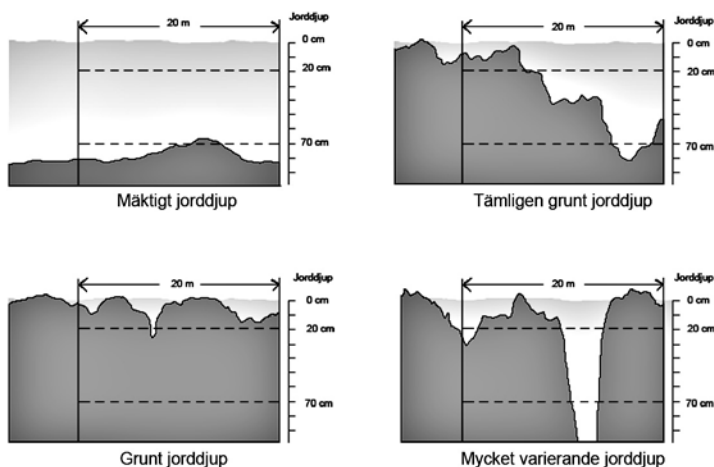 20 m
Jorddjup
0 cm
20 cm
70 cm
Mäktigt jorddjup
20 m
Jorddjup
0 cm
20 cm
70 cm
Tämligen grunt jorddjup
20 m
Jorddjup
0 cm
20 cm
70 cm
Grunt jorddjup
20 m
Jorddjup
0 cm
20 cm
70 cm
Mycket varierande jorddjup